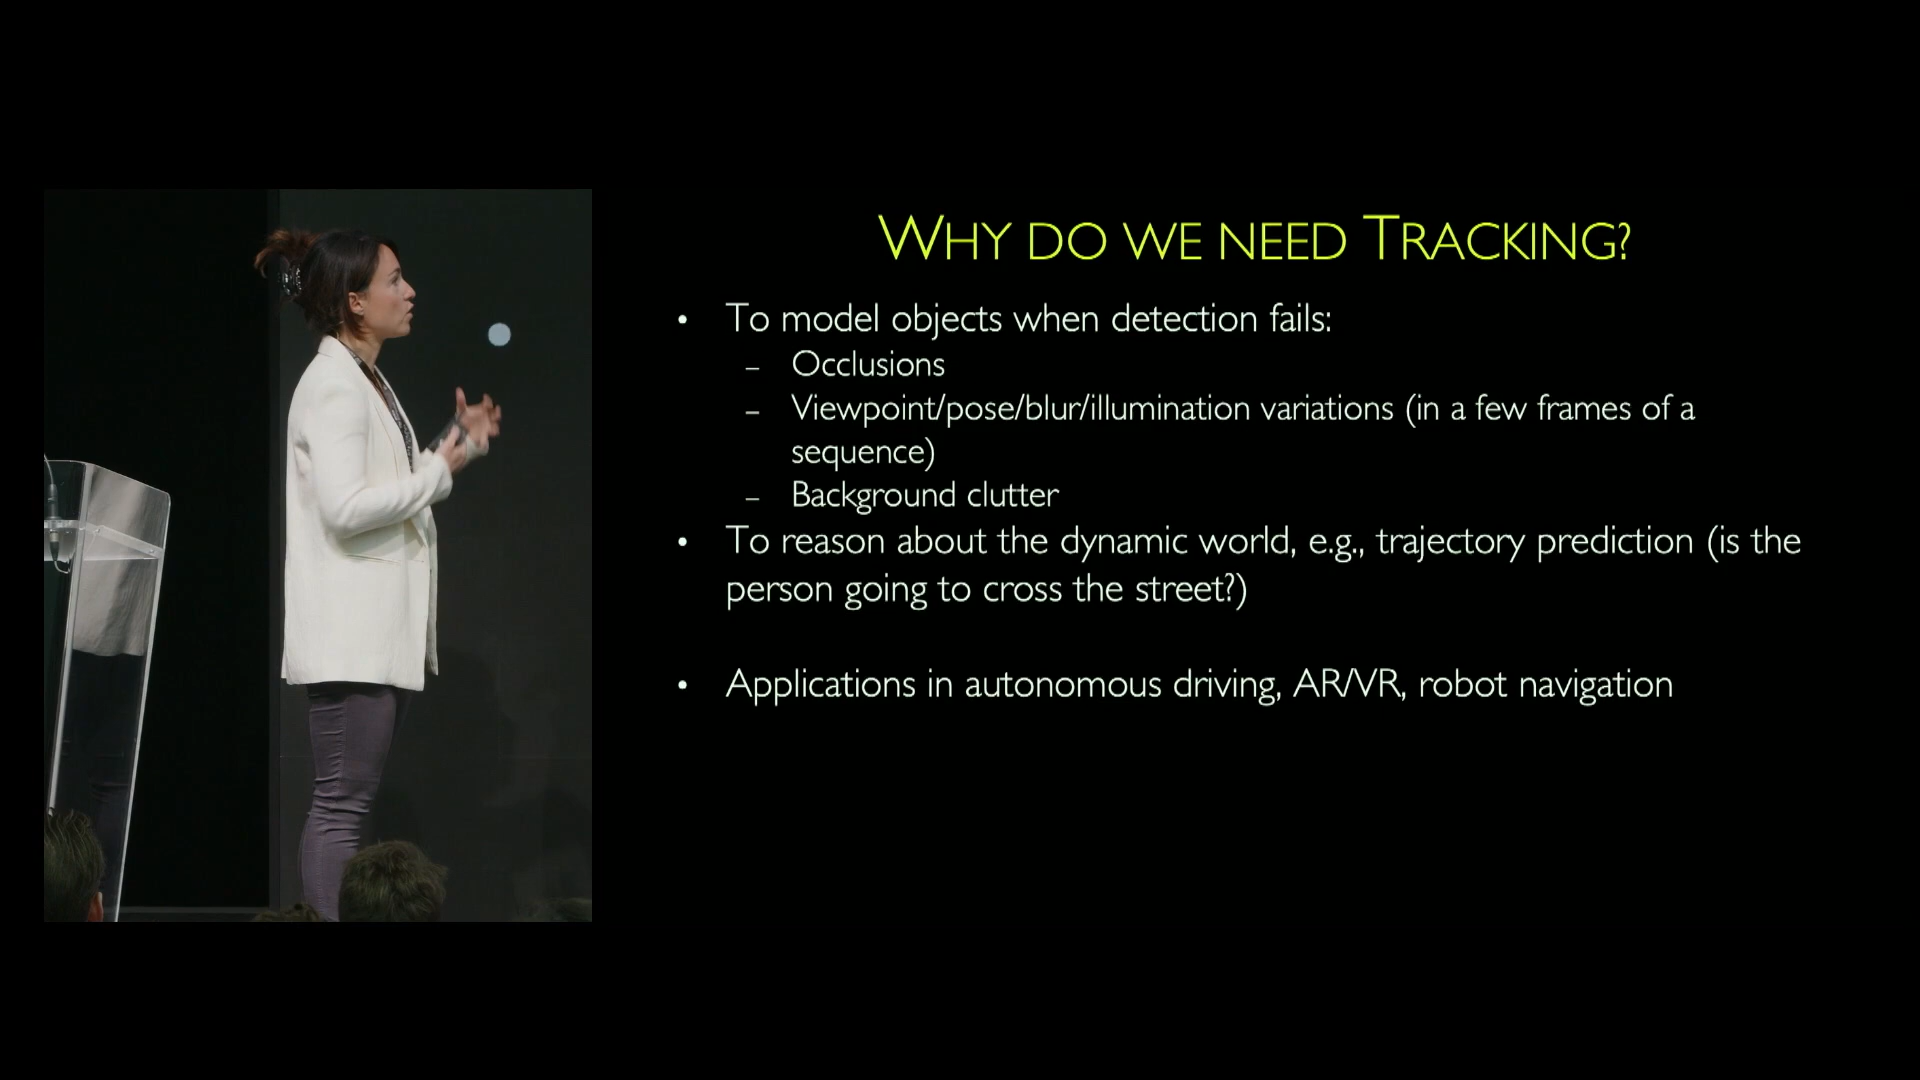 WHY DO WE NEED TRACKING?
• To model objects when detection fails:
– Occlusions
– Viewpoint/pose/blur/illumination variations (in a few frames of a
sequence)
– Background clutter
• To reason about the dynamic world, e.g., trajectory prediction (is the
person going to cross the street?)
• Applications in autonomous driving, AR/VR, robot navigation